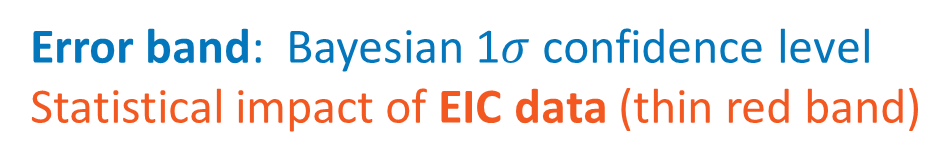 Error band:  Bayesian 1𝜎 confidence level
Statistical impact of EIC data (thin red band)